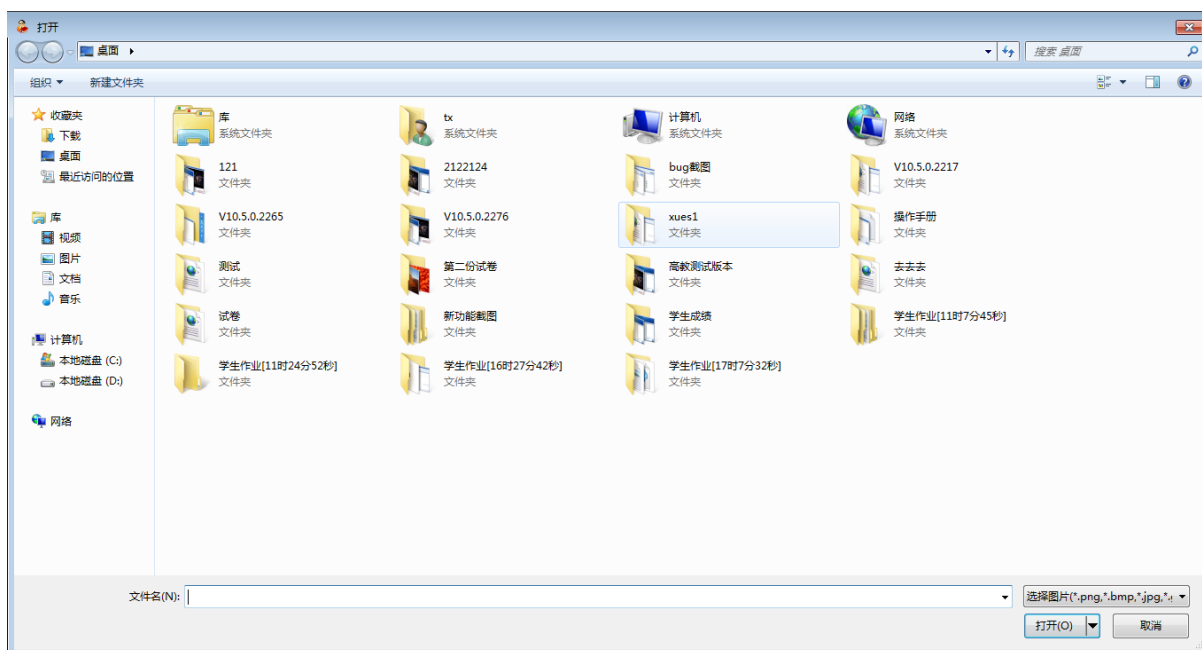 打开
桌面
搜索 桌面
组织 新建文件夹
收藏夹
下载
桌面
最近访问的位置
库
视频
图片
文档
音乐
计算机
本地磁盘 (C:)
本地磁盘 (D:)
网络
库
系统文件夹
tx
系统文件夹
计算机
系统文件夹
网络
系统文件夹
121
文件夹
2122124
文件夹
bug截图
文件夹
V10.5.0.2217
文件夹
V10.5.0.2265
文件夹
V10.5.0.2276
文件夹
xues1
文件夹
操作手册
文件夹
测试
文件夹
第二份试卷
文件夹
高教测试版本
文件夹
去去去
文件夹
试卷
文件夹
新功能截图
文件夹
学生成绩
文件夹
学生作业[11时7分45秒]
文件夹
学生作业[11时24分52秒]
文件夹
学生作业[16时27分42秒]
文件夹
学生作业[17时7分32秒]
文件夹
文件名(N):
选择图片(*.png,*.bmp,*.jpg,*.
打开(O)
取消